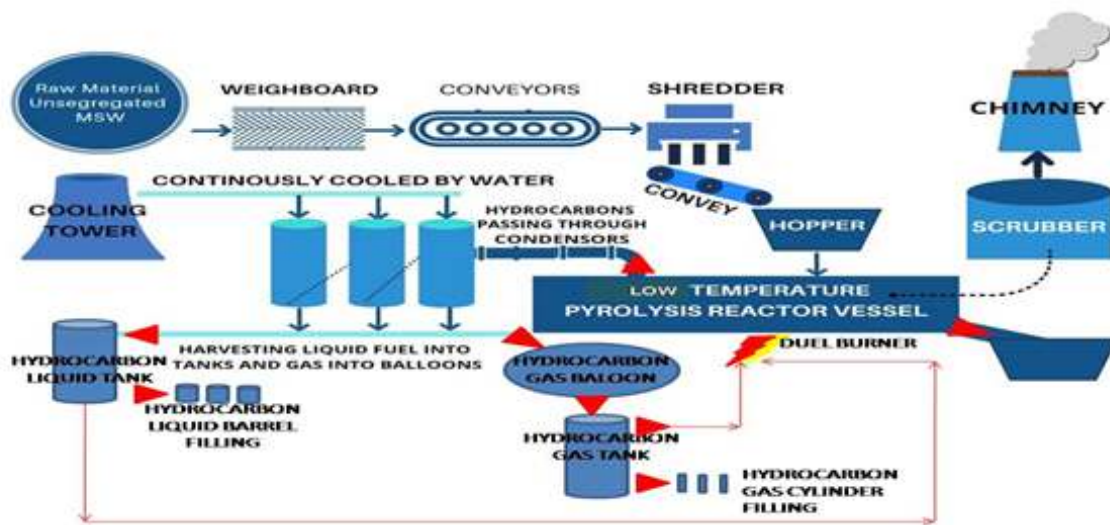 Raw Material
Unsegregated
MSW
WEIGHBOARD
CONVEYORS
SHREDDER
CHIMNEY
CONVEY
CONTINOUSLY COOLED BY WATER
COOLING
TOWER
HYDROCARBONS
PASSING THROUGH
CONDENSORS
HOPPER
SCRUBBER
LOW TEMPERATURE
PYROLYSIS REACTOR VESSEL
DUEL BURNER
HYDROCARBON
LIQUID TANK
HARVESTING LIQUID FUEL INTO
TANKS AND GAS INTO BALLOONS
HYDROCARBON
GAS BALOON
HYDROCARBON
LIQUID BARREL
FILLING
HYDROCARBON
GAS TANK
HYDROCARBON
GAS CYLINDER
FILLING